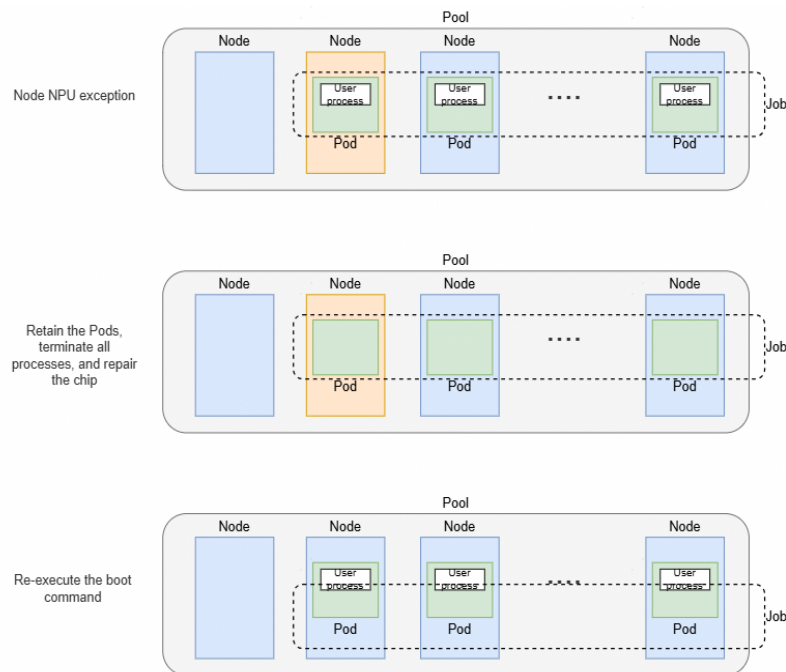 Pool
Node Node Node Node
Node NPU exception
User process User process User process
....
Job
Pod Pod Pod
Pool
Node Node Node Node
Retain the Pods,
terminate all
processes, and repair
the chip
....
Job
Pod Pod Pod
Pool
Node Node Node Node
Re-execute the boot
command
User process User process User process
....
Job
Pod Pod Pod